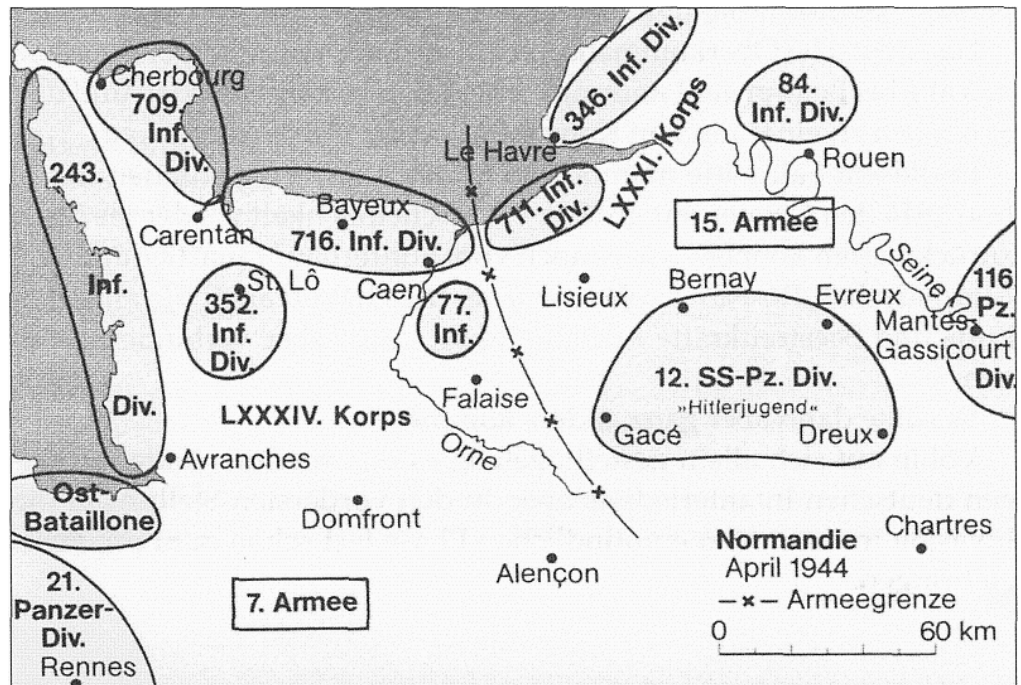 Cherbourg
709.
Inf.
Div.
243.
Inf.
Div.
Carentan
Bayeux
716. Inf. Div.
Caen
St. Lô
352.
Inf.
Div.
77.
Inf.
Le Havre
346. Inf. Div.
711. Inf.
Div.
LXXXI. Korps
84.
Inf. Div.
Rouen
15. Armee
Seine
116.
Pz.
Div.
Mantes-
Gassicourt
Lisieux
Bernay
Evreux
12. SS-Pz. Div.
»Hitlerjugend“
Gacé
Dreux
Falaise
Orne
LXXXIV. Korps
Avranches
Ost-
Bataillone
Domfront
Alençon
Chartres
21.
Panzer-
Div.
Rennes
7. Armee
Normandie
April 1944
Armeegrenze
0 60 km